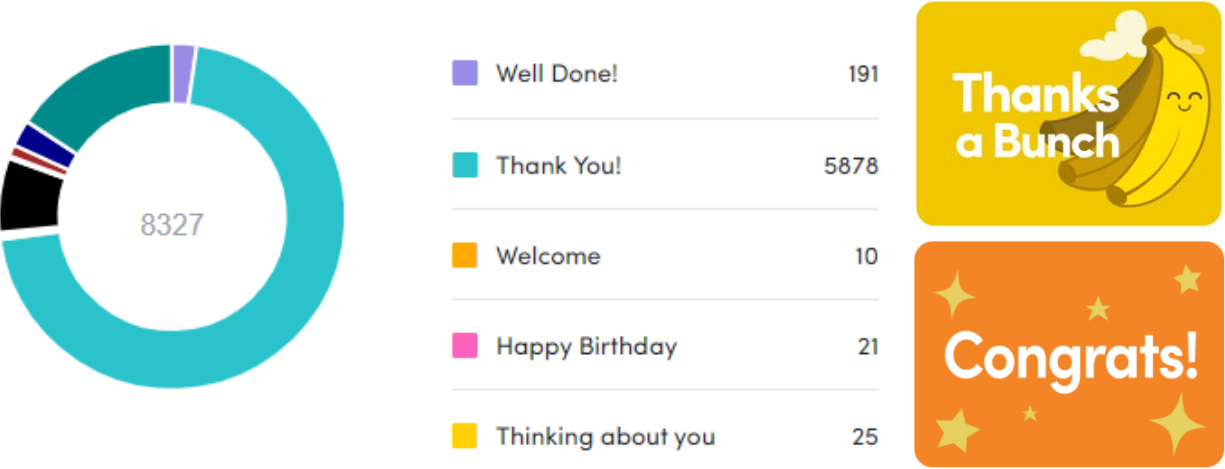 8327
Well Done! 191
Thank You! 5878
Welcome 10
Happy Birthday 21
Thinking about you 25
Thanks
a Bunch
Congrats!